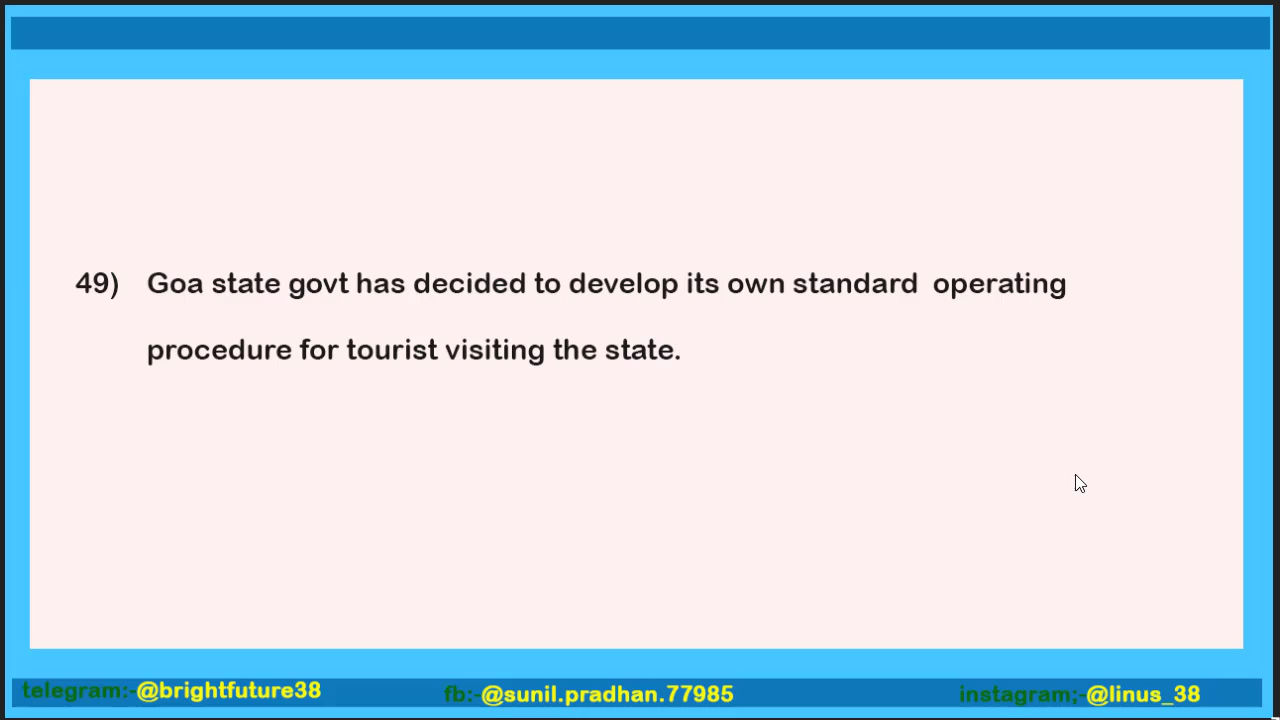 49) Goa state govt has decided to develop its own standard operating
procedure for tourist visiting the state.
telegram:-@brightfuture38 fb:-@sunil.pradhan.77985 instagram;-@linus_38